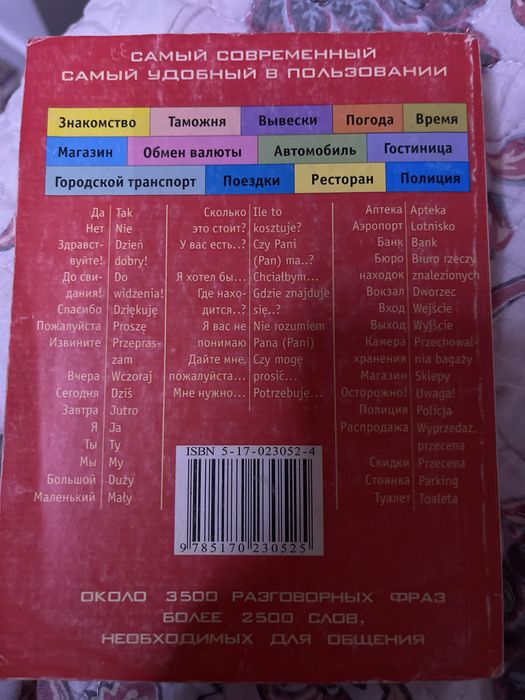 САМЫЙ СОВРЕМЕННЫЙ
САМЫЙ УДОБНЫЙ В ПОЛЬЗОВАНИИ
Знакомство Таможня Вывески Погода Время
Магазин Обмен валюты Автомобиль Гостиница
Городской транспорт Поездки Ресторан Полиция
Да Tak
Нет Nie
Здравст- Dzień
вуйте! dobry!
До сви- Do
дания! widzenia!
Спасибо Dziękuję
Пожалуйста Proszę
Извините Przepras-
zam
Вчера Wczoraj
Сегодня Dziś
Завтра Jutro
Я Ja
Ты Ty
Мы My
Большой Duży
Маленький Mały
Сколько Ile to
это стоит? kosztuje?
У вас есть..? Czy Pani
(Pan) ma..?
Я хотел бы... Chciałbym...
Где нахо- Gdzie znajduje
дится..? się..?
Я вас не Nie rozumiem
понимаю Pana (Pani)
Дайте мне, Czy mogę
пожалуйста... prosić...
Мне нужно... Potrzebuję...
Аптека Apteka
Аэропорт Lotnisko
Банк Bank
Бюро Biuro rzeczy
находок znalezionych
Вокзал Dworzec
Вход Wejście
Выход Wyjście
Камера Przechowal-
хранения nia bagaży
Магазин Sklepy
Осторожно! Uwaga!
Полиция Policja
Распродажа Wyprzedaż,
przecena
Скидки Przecena
Стоянка Parking
Туалет Toaleta
ISBN 5-17-023052-4
9 785170 230525
ОКОЛО 3500 РАЗГОВОРНЫХ ФРАЗ
БОЛЕЕ 2500 СЛОВ,
НЕОБХОДИМЫХ ДЛЯ ОБЩЕНИЯ